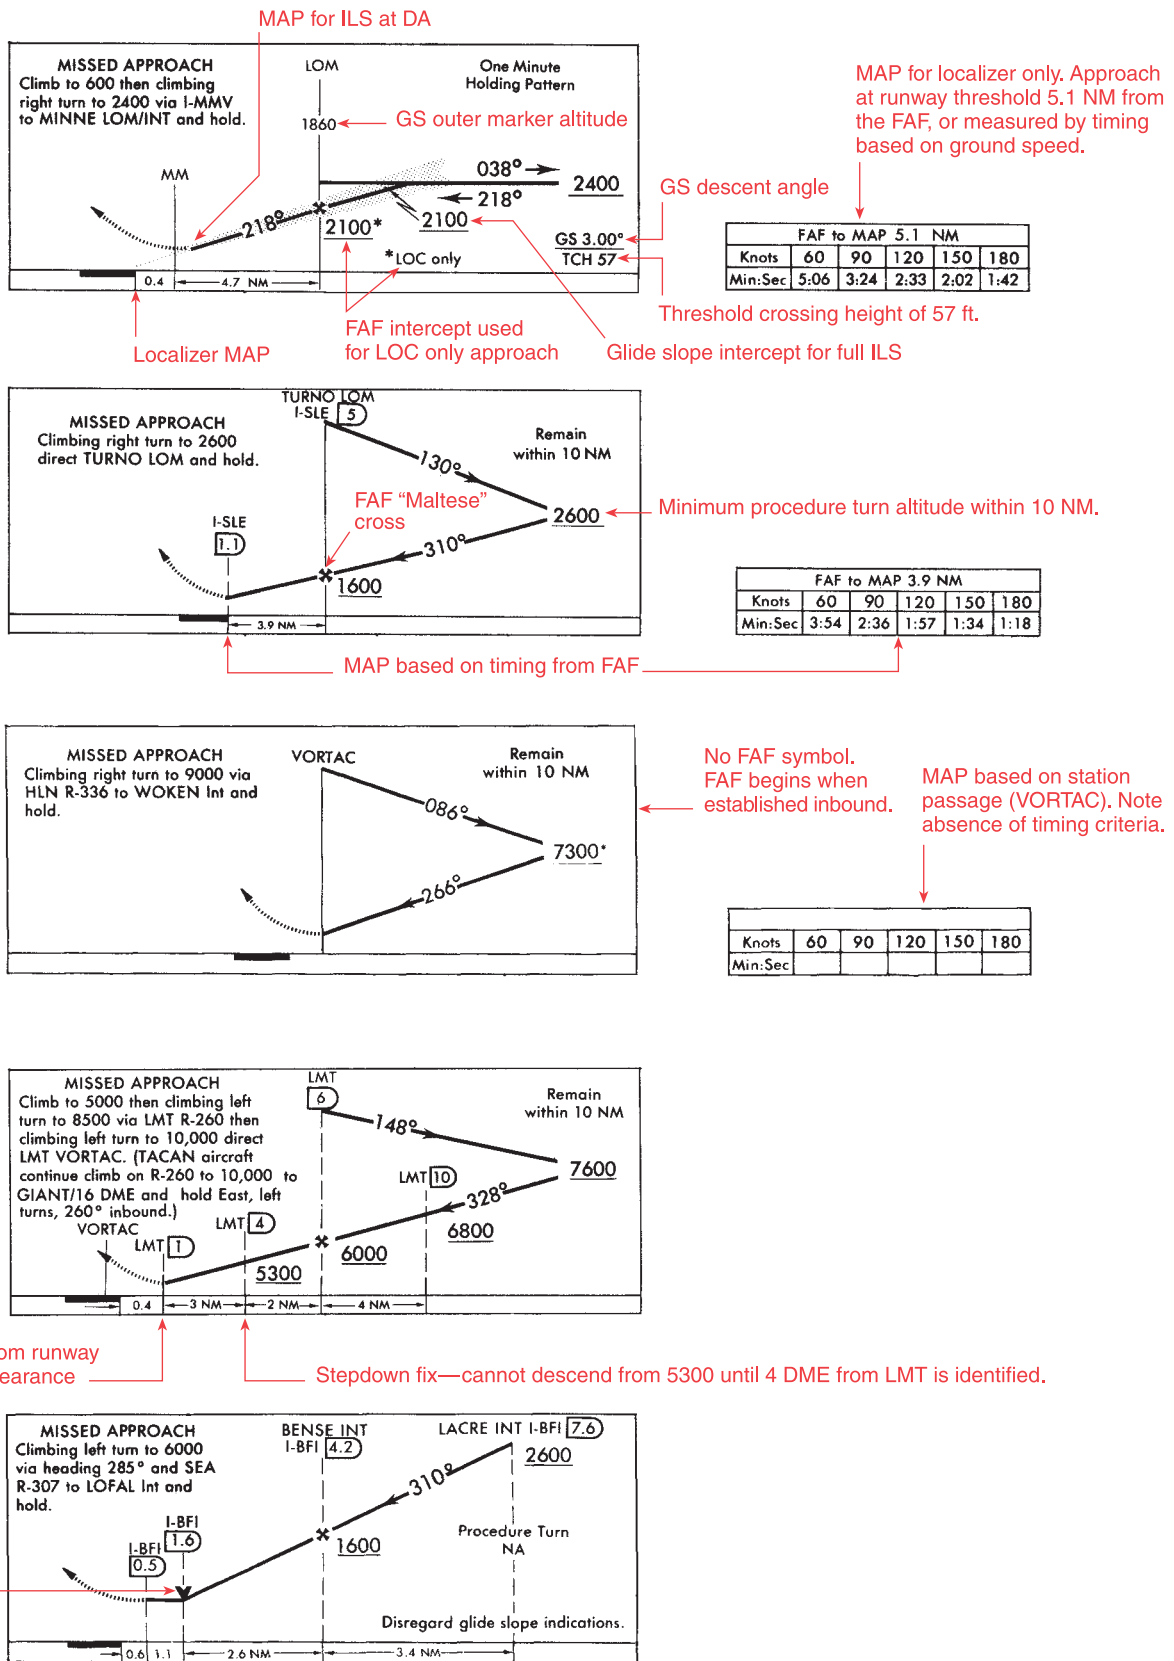 MAP for ILS at DA
MISSED APPROACH
Climb to 600 then climbing
right turn to 2400 via I-MMV
to MINNE LOM/INT and hold.
LOM
One Minute
Holding Pattern
1860
GS outer marker altitude
MM
038°
2400
218°
218°
2100*
2100
*LOC only
GS 3.00°
TCH 57
0.4
4.7 NM
GS descent angle
MAP for localizer only. Approach
at runway threshold 5.1 NM from
the FAF, or measured by timing
based on ground speed.
FAF to MAP 5.1 NM
Knots 60 90 120 150 180
Min:Sec 5:06 3:24 2:33 2:02 1:42
Threshold crossing height of 57 ft.
Localizer MAP
FAF intercept used
for LOC only approach
Glide slope intercept for full ILS
MISSED APPROACH
Climbing right turn to 2600
direct TURNO LOM and hold.
TURNO LOM
I-SLE 5
Remain
within 10 NM
130°
FAF “Maltese”
cross
2600
Minimum procedure turn altitude within 10 NM.
I-SLE
1.1
310°
1600
3.9 NM
FAF to MAP 3.9 NM
Knots 60 90 120 150 180
Min:Sec 3:54 2:36 1:57 1:34 1:18
MAP based on timing from FAF
MISSED APPROACH
Climbing right turn to 9000 via
HLN R-336 to WOKEN Int and
hold.
VORTAC
Remain
within 10 NM
086°
7300*
266°
No FAF symbol.
FAF begins when
established inbound.
MAP based on station
passage (VORTAC). Note
absence of timing criteria.
Knots 60 90 120 150 180
Min:Sec
MISSED APPROACH
Climb to 5000 then climbing left
turn to 8500 via LMT R-260 then
climbing left turn to 10,000 direct
LMT VORTAC. (TACAN aircraft
continue climb on R-260 to 10,000 to
GIANT/16 DME and hold East, left
turns, 260° inbound.)
LMT
6
Remain
within 10 NM
148°
7600
LMT 10
328°
6800
VORTAC
LMT 1
LMT 4
6000
5300
0.4
3 NM
2 NM
4 NM
om runway
earance
Stepdown fix—cannot descend from 5300 until 4 DME from LMT is identified.
MISSED APPROACH
Climbing left turn to 6000
via heading 285° and SEA
R-307 to LOFAL Int and
hold.
BENSE INT
I-BFI 4.2
LACRE INT I-BFI 7.6
2600
310°
I-BFI
1.6
I-BFI
0.5
1600
Procedure Turn
NA
Disregard glide slope indications.
0.6
1.1
2.6 NM
3.4 NM